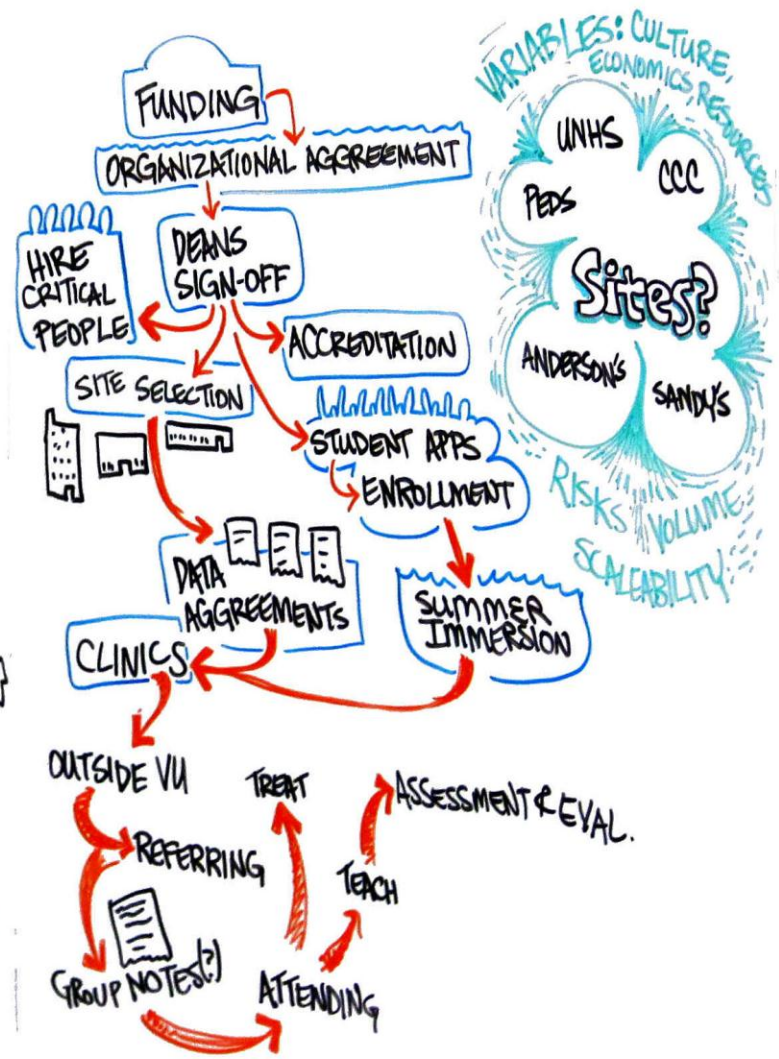 FUNDING
ORGANIZATIONAL AGGREEMENT
DEANS
SIGN-OFF
HIRE
CRITICAL
PEOPLE
ACCREDITATION
SITE SELECTION
STUDENT APPS
ENROLLMENT
DATA
AGGREEMENTS
SUMMER
IMMERSION
CLINICS
OUTSIDE VU
REFERRING
GROUP NOTES(?)
ATTENDING
TREAT
TEACH
ASSESSMENT & EVAL.
VARIABLES: CULTURE,
ECONOMICS, RESOURCES
UNHS
CCC
PEDS
Sites?
ANDERSON'S
SANDY'S
RISKS VOLUME
SCALEABILITY